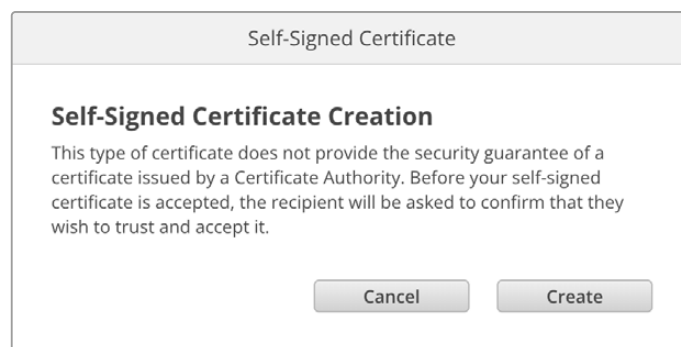 Self-Signed Certificate
Self-Signed Certificate Creation
This type of certificate does not provide the security guarantee of a
certificate issued by a Certificate Authority. Before your self-signed
certificate is accepted, the recipient will be asked to confirm that they
wish to trust and accept it.
Cancel Create